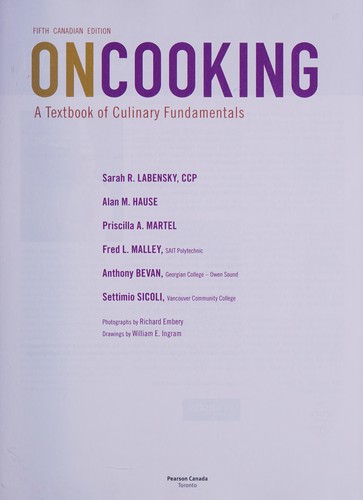 FIFTH CANADIAN EDITION
ONCOOKING
A Textbook of Culinary Fundamentals
Sarah R. LABENSKY, CCP
Alan M. HAUSE
Priscilla A. MARTEL
Fred L. MALLEY, SAIT Polytechnic
Anthony BEVAN, Georgian College – Owen Sound
Settimio SICOLI, Vancouver Community College
Photographs by Richard Embery
Drawings by William E. Ingram
Pearson Canada
Toronto